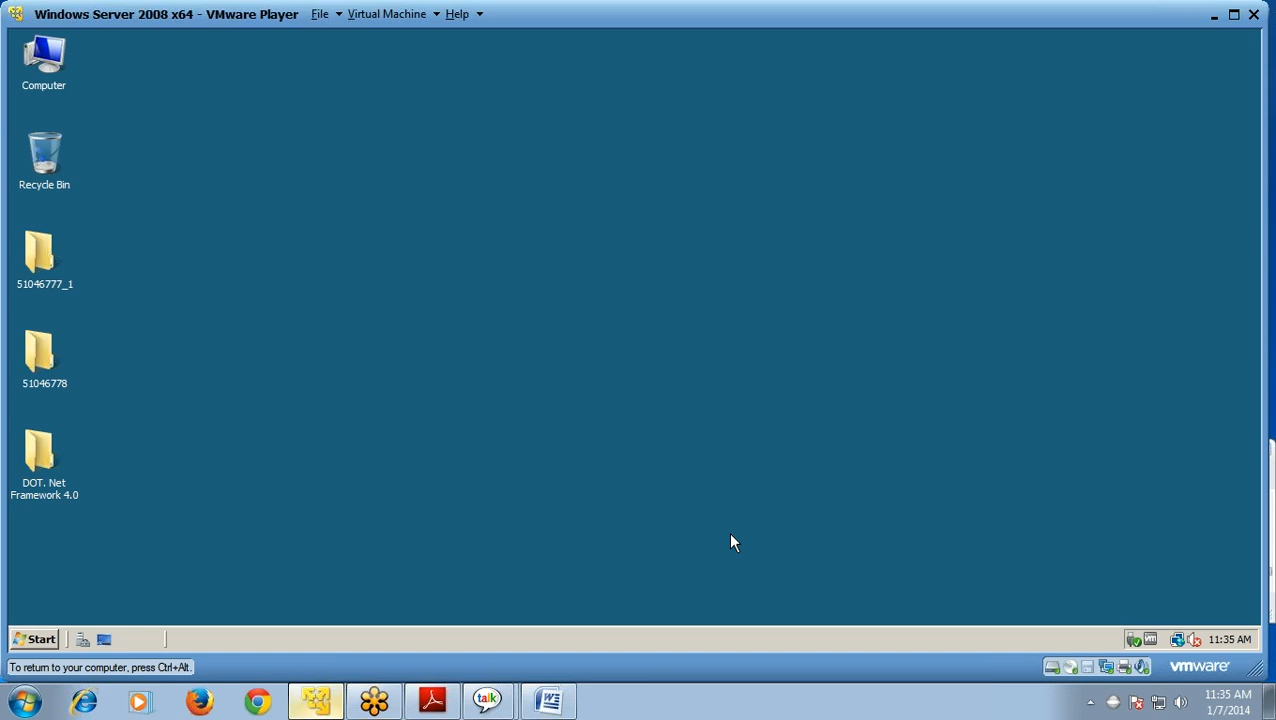 Windows Server 2008 x64 - VMware Player File Virtual Machine Help
Computer
Recycle Bin
51046777_1
51046778
DOT. Net
Framework 4.0
Start
11:35 AM
To return to your computer, press Ctrl+Alt.
vmware
talk
11:35 AM
1/7/2014